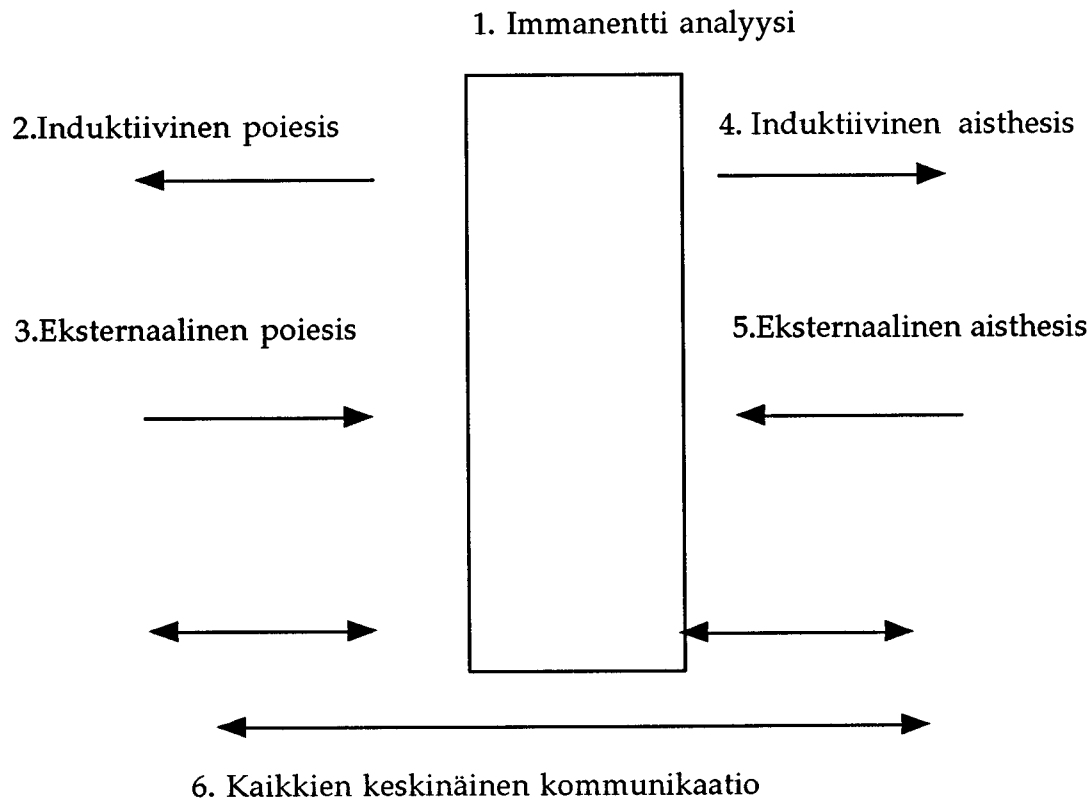 1. Immanentti analyysi
2.Induktiivinen poiesis
4. Induktiivinen aisthesis
3.Eksternaalinen poiesis
5.Eksternaalinen aisthesis
6. Kaikkien keskinäinen kommunikaatio